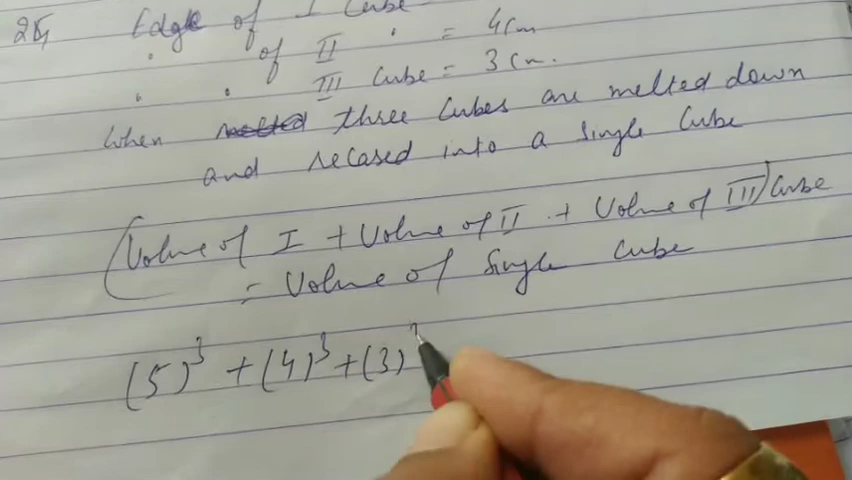 25, Edge of I Cube
" of II " = 4 cm
" " III Cube = 3 cm.
When three Cubes are melted down
and recased into a Single Cube
(Volume of I + Volume of II + Volume of III) Cube
= Volume of Single Cube
(5)³ + (4)³ + (3)